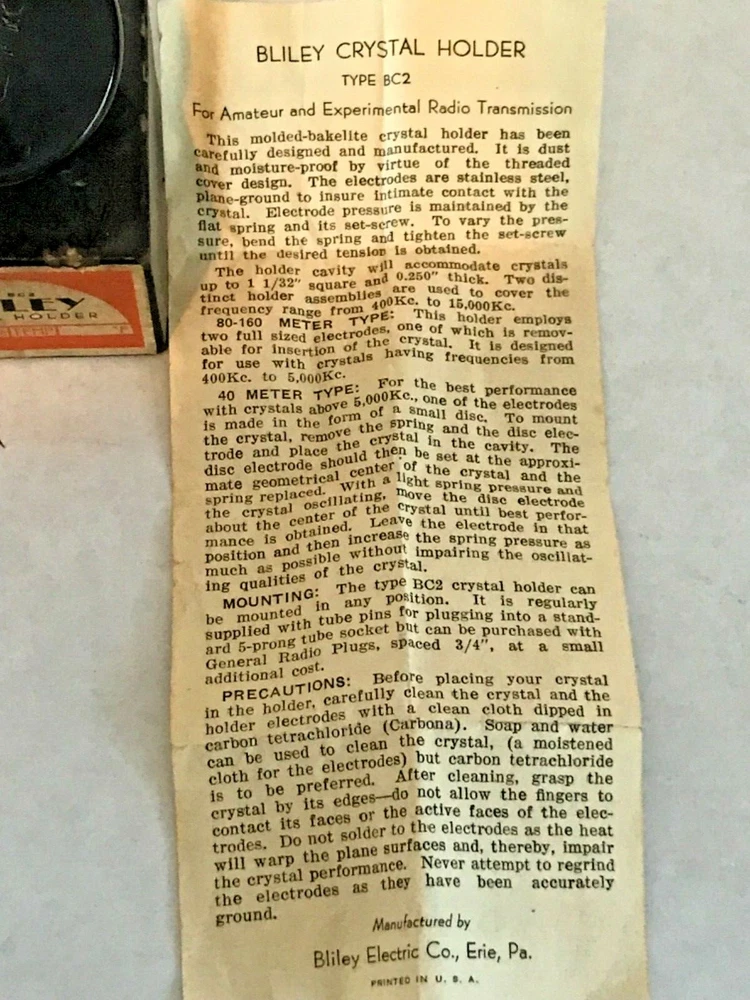 BLILEY CRYSTAL HOLDER
TYPE BC2
For Amateur and Experimental Radio Transmission
This molded-bakelite crystal holder has been
carefully designed and manufactured. It is dust
and moisture-proof by virtue of the threaded
cover design. The electrodes are stainless steel,
plane-ground to insure intimate contact with the
crystal. Electrode pressure is maintained by the
flat spring and its set-screw. To vary the pres-
sure, bend the spring and tighten the set-screw
until the desired tension is obtained.
The holder cavity will accommodate crystals
up to 1 1/32" square and 0.250" thick. Two dis-
tinct holder assemblies are used to cover the
frequency range from 400Kc. to 15,000Kc.
80-160 METER TYPE: This holder employs
two full sized electrodes, one of which is remov-
able for insertion of the crystal. It is designed
for use with crystals having frequencies from
400Kc. to 5,000Kc.
40 METER TYPE: For the best performance
with crystals above 5,000Kc., one of the electrodes
is made in the form of a small disc. To mount
the crystal, remove the spring and the disc elec-
trode and place the crystal in the cavity. The
disc electrode should then be set at the approxi-
mate geometrical center of the crystal and the
spring replaced. With a light spring pressure and
the crystal oscillating, move the disc electrode
about the center of the crystal until best perfor-
mance is obtained. Leave the electrode in that
position and then increase the spring pressure as
much as possible without impairing the oscillat-
ing qualities of the crystal.
MOUNTING: The type BC2 crystal holder can
be mounted in any position. It is regularly
supplied with tube pins for plugging into a stand-
ard 5-prong tube socket but can be purchased with
General Radio Plugs, spaced 3/4", at a small
additional cost.
PRECAUTIONS: Before placing your crystal
in the holder, carefully clean the crystal and the
holder electrodes with a clean cloth dipped in
carbon tetrachloride (Carbona). Soap and water
can be used to clean the crystal, (a moistened
cloth for the electrodes) but carbon tetrachloride
is to be preferred. After cleaning, grasp the
crystal by its edges—do not allow the fingers to
contact its faces or the active faces of the elec-
trodes. Do not solder to the electrodes as the heat
will warp the plane surfaces and, thereby, impair
the crystal performance. Never attempt to regrind
the electrodes as they have been accurately
ground.
Manufactured by
Bliley Electric Co., Erie, Pa.
PRINTED IN U. S. A.
LEY
HOLDER